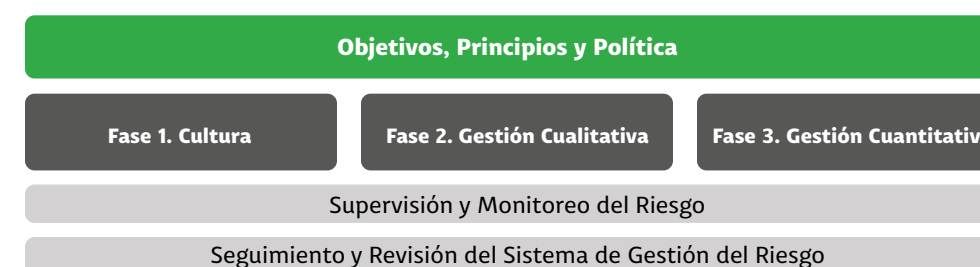 Objetivos, Principios y Política
Fase 1. Cultura
Fase 2. Gestión Cualitativa
Fase 3. Gestión Cuantitativ
Supervisión y Monitoreo del Riesgo
Seguimiento y Revisión del Sistema de Gestión del Riesgo